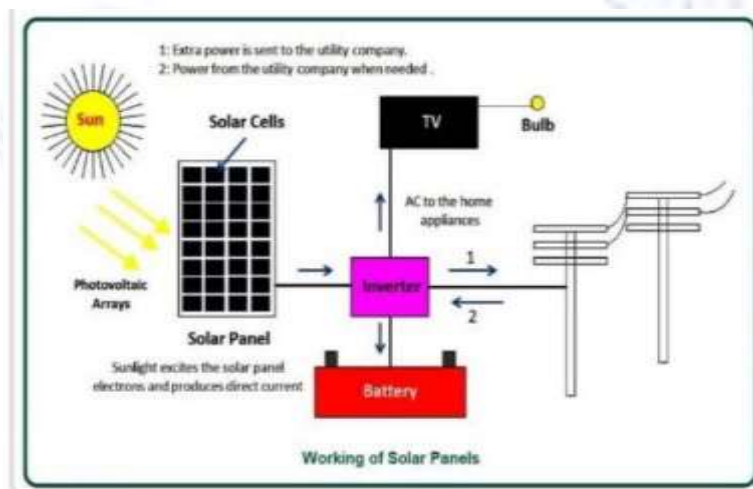 1: Extra power is sent to the utility company.
2: Power from the utility company when needed .
Sun
Solar Cells
TV
Bulb
AC to the home
appliances
Photovoltaic
Arrays
1
Inverter
2
Solar Panel
Sunlight excites the solar panel
electrons and produces direct current
Battery
Working of Solar Panels